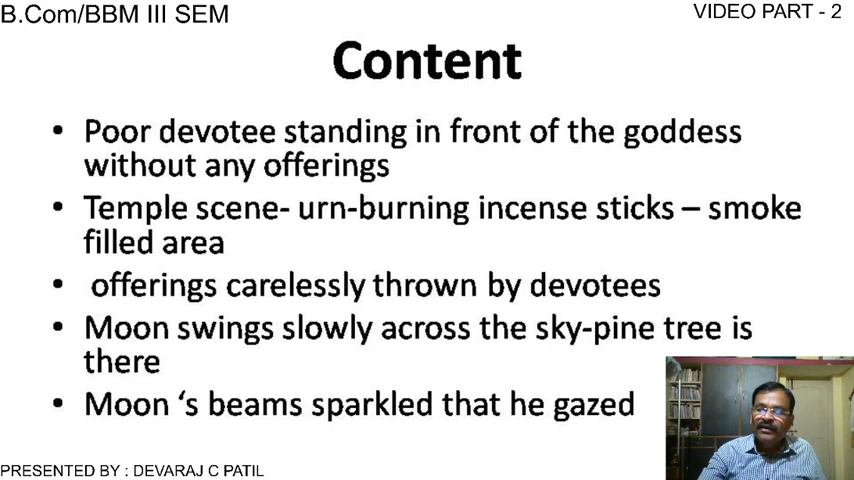 B.Com/BBM III SEM
VIDEO PART - 2
Content
• Poor devotee standing in front of the goddess
without any offerings
• Temple scene- urn-burning incense sticks – smoke
filled area
• offerings carelessly thrown by devotees
• Moon swings slowly across the sky-pine tree is
there
• Moon ‘s beams sparkled that he gazed
PRESENTED BY : DEVARAJ C PATIL